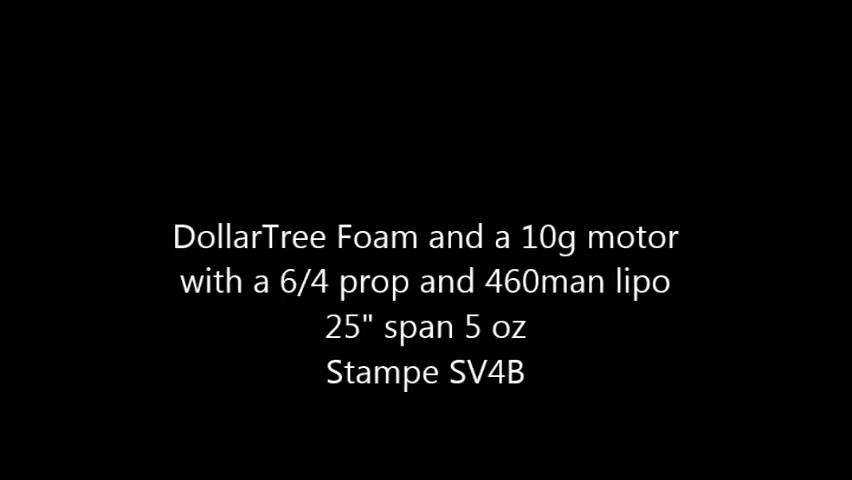 DollarTree Foam and a 10g motor
with a 6/4 prop and 460man lipo
25" span 5 oz
Stampe SV4B